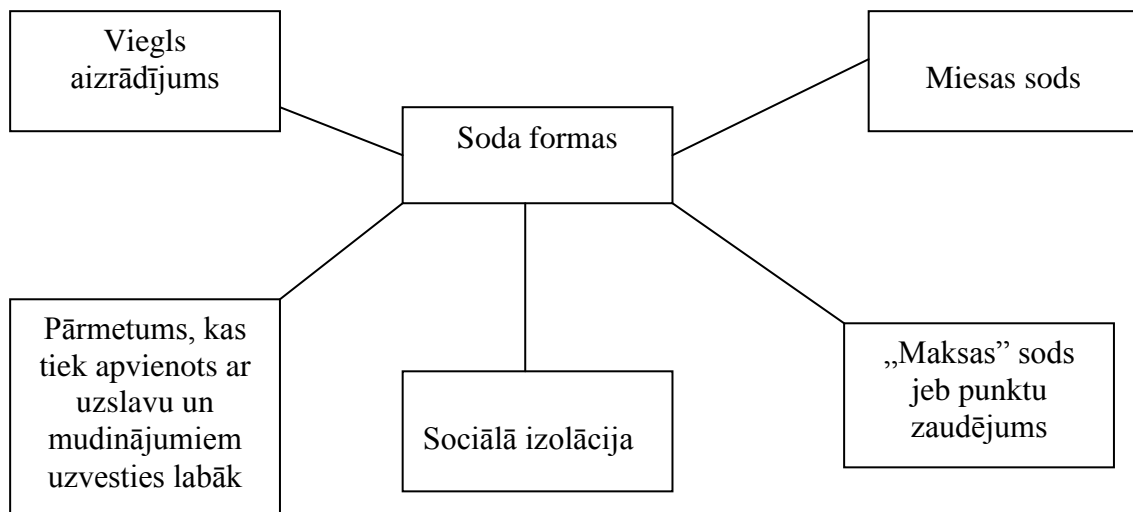 Viegls
aizrādījums
Miesas sods
Soda formas
Pārmetums, kas
tiek apvienots ar
uzslavu un
mudinājumiem
uzvesties labāk
Sociālā izolācija
„Maksas” sods
jeb punktu
zaudējums